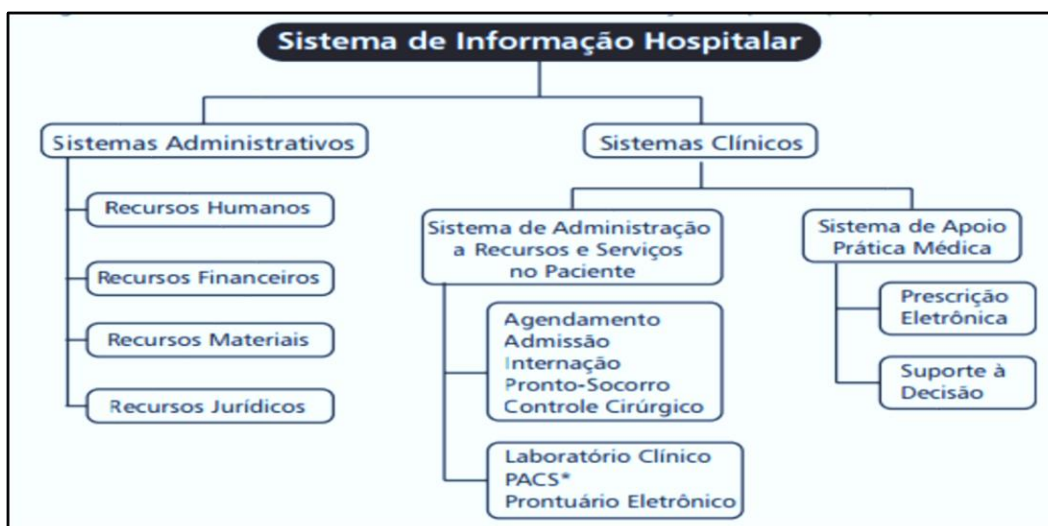 Sistema de Informação Hospitalar
Sistemas Administrativos
Recursos Humanos
Recursos Financeiros
Recursos Materiais
Recursos Jurídicos
Sistemas Clínicos
Sistema de Administração
a Recursos e Serviços
no Paciente
Agendamento
Admissão
Internação
Pronto-Socorro
Controle Cirúrgico
Laboratório Clínico
PACS*
Prontuário Eletrônico
Sistema de Apoio
Prática Médica
Prescrição
Eletrônica
Suporte à
Decisão